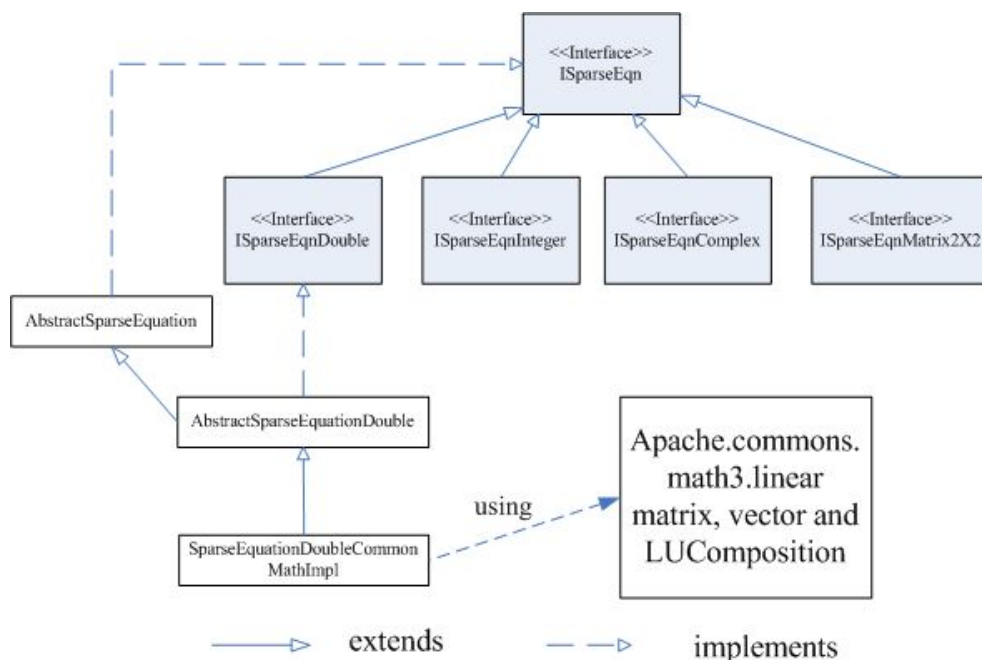 <<Interface>>
ISparseEqn
<<Interface>>
ISparseEqnDouble
<<Interface>>
ISparseEqnInteger
<<Interface>>
ISparseEqnComplex
<<Interface>>
ISparseEqnMatrix2X2
AbstractSparseEquation
AbstractSparseEquationDouble
SparseEquationDoubleCommon
MathImpl
using
Apache.commons.
math3.linear
matrix, vector and
LUComposition
extends
implements